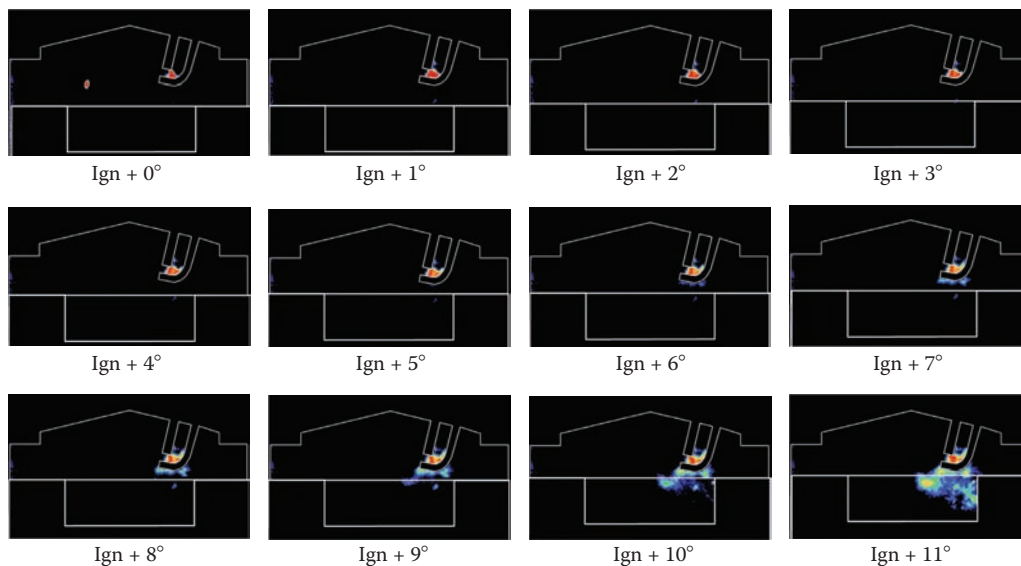 Ign + 0°
Ign + 1°
Ign + 2°
Ign + 3°
Ign + 4°
Ign + 5°
Ign + 6°
Ign + 7°
Ign + 8°
Ign + 9°
Ign + 10°
Ign + 11°